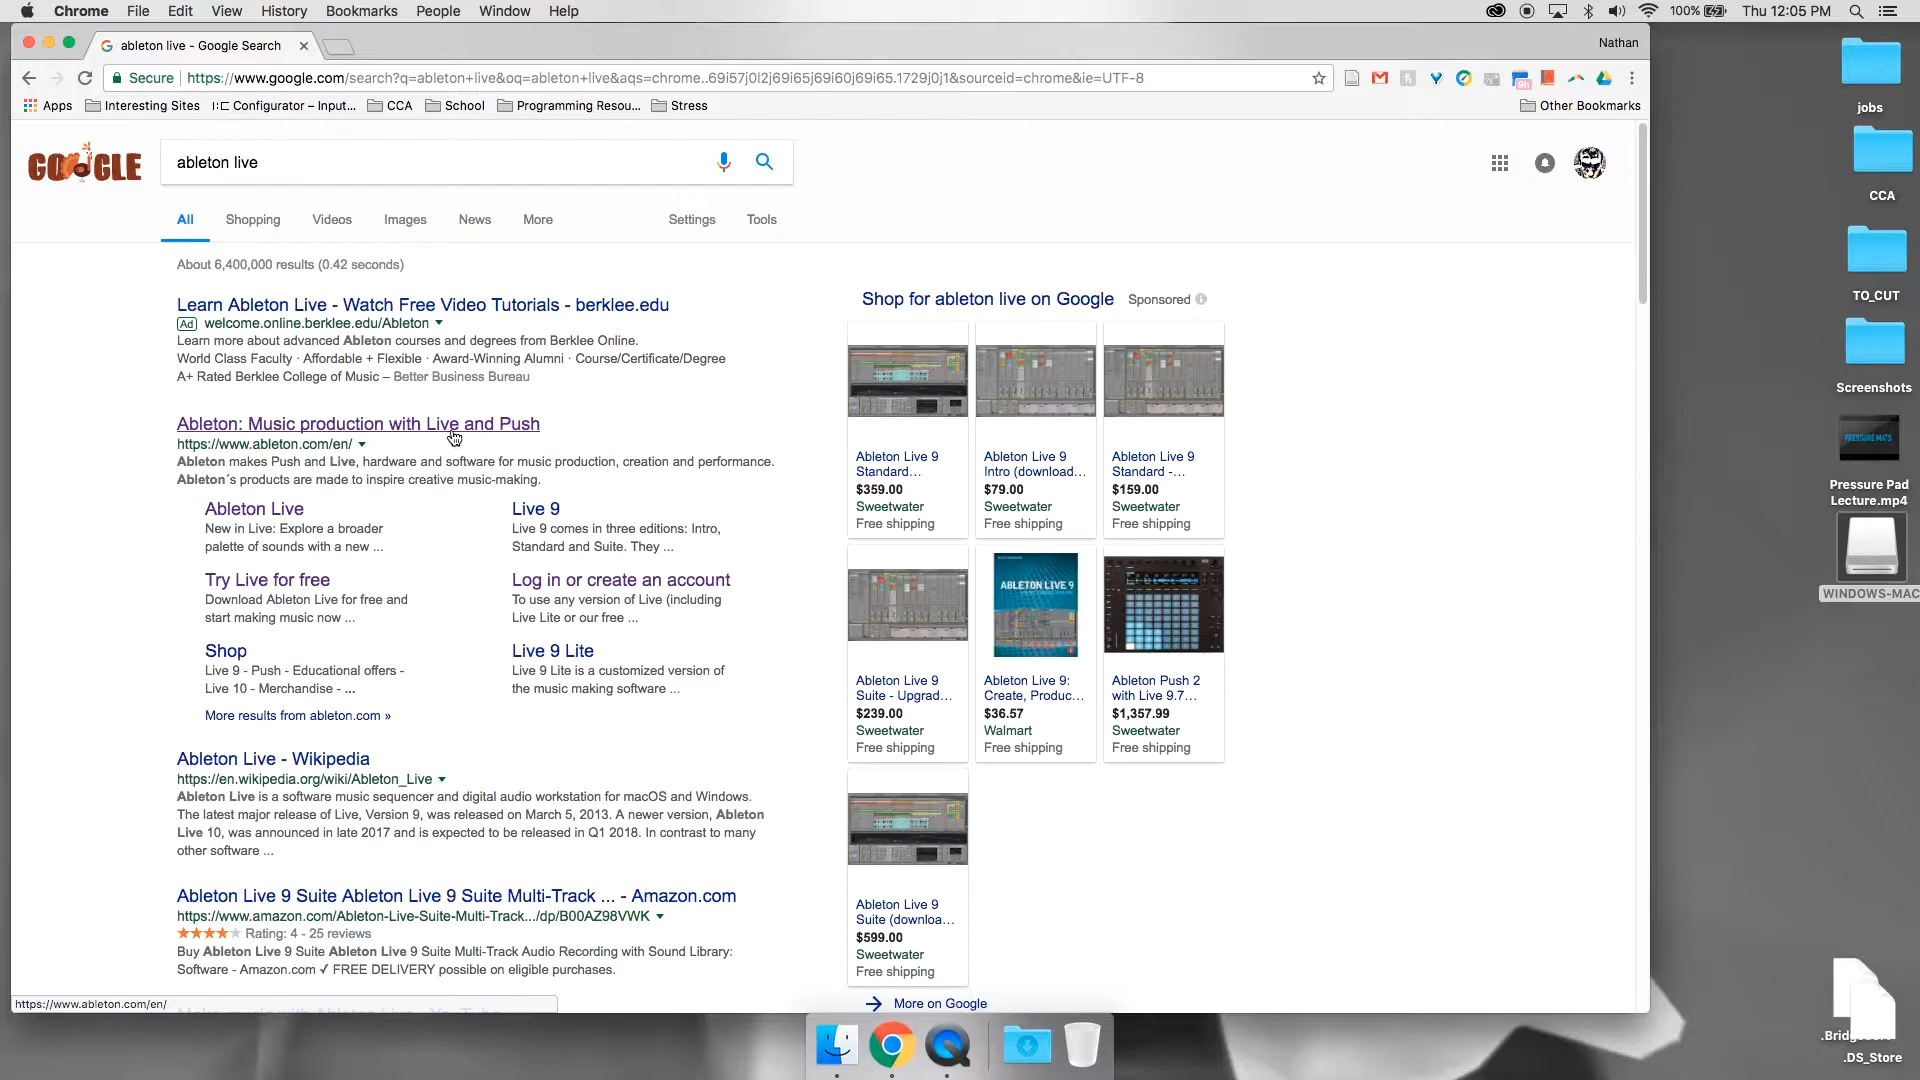 Chrome File Edit View History Bookmarks People Window Help
100% Thu 12:05 PM
ableton live - Google Search
Nathan
Secure https://www.google.com/search?q=ableton+live&oq=ableton+live&aqs=chrome..69i57j0l2j69i65j69i60j69i65.1729j0j1&sourceid=chrome&ie=UTF-8
Apps Interesting Sites Configurator – Input... CCA School Programming Resou... Stress Other Bookmarks
GOOGLE
ableton live
All Shopping Videos Images News More Settings Tools
About 6,400,000 results (0.42 seconds)
Learn Ableton Live - Watch Free Video Tutorials - berklee.edu
Ad welcome.online.berklee.edu/Ableton
Learn more about advanced Ableton courses and degrees from Berklee Online.
World Class Faculty · Affordable + Flexible · Award-Winning Alumni · Course/Certificate/Degree
A+ Rated Berklee College of Music – Better Business Bureau
Ableton: Music production with Live and Push
https://www.ableton.com/en/
Ableton makes Push and Live, hardware and software for music production, creation and performance.
Ableton´s products are made to inspire creative music-making.
Ableton Live
New in Live: Explore a broader
palette of sounds with a new ...
Live 9
Live 9 comes in three editions: Intro,
Standard and Suite. They ...
Try Live for free
Download Ableton Live for free and
start making music now ...
Log in or create an account
To use any version of Live (including
Live Lite or our free ...
Shop
Live 9 - Push - Educational offers -
Live 10 - Merchandise - ...
Live 9 Lite
Live 9 Lite is a customized version of
the music making software ...
More results from ableton.com »
Ableton Live - Wikipedia
https://en.wikipedia.org/wiki/Ableton_Live
Ableton Live is a software music sequencer and digital audio workstation for macOS and Windows.
The latest major release of Live, Version 9, was released on March 5, 2013. A newer version, Ableton
Live 10, was announced in late 2017 and is expected to be released in Q1 2018. In contrast to many
other software ...
Ableton Live 9 Suite Ableton Live 9 Suite Multi-Track ... - Amazon.com
https://www.amazon.com/Ableton-Live-Suite-Multi-Track.../dp/B00AZ98VWK
Rating: 4 - 25 reviews
Buy Ableton Live 9 Suite Ableton Live 9 Suite Multi-Track Audio Recording with Sound Library:
Software - Amazon.com ✓ FREE DELIVERY possible on eligible purchases.
https://www.ableton.com/en/
Shop for ableton live on Google Sponsored
Ableton Live 9
Standard...
$359.00
Sweetwater
Free shipping
Ableton Live 9
Intro (download...
$79.00
Sweetwater
Free shipping
Ableton Live 9
Standard -...
$159.00
Sweetwater
Free shipping
Ableton Live 9
Suite - Upgrad...
$239.00
Sweetwater
Free shipping
ABLETON LIVE 9
Ableton Live 9:
Create, Produc...
$36.57
Walmart
Free shipping
Ableton Push 2
with Live 9.7...
$1,357.99
Sweetwater
Free shipping
Ableton Live 9
Suite (downloa...
$599.00
Sweetwater
Free shipping
More on Google
jobs
CCA
TO_CUT
Screenshots
PRESSURE MATS
Pressure Pad
Lecture.mp4
WINDOWS-MAC
.DS_Store